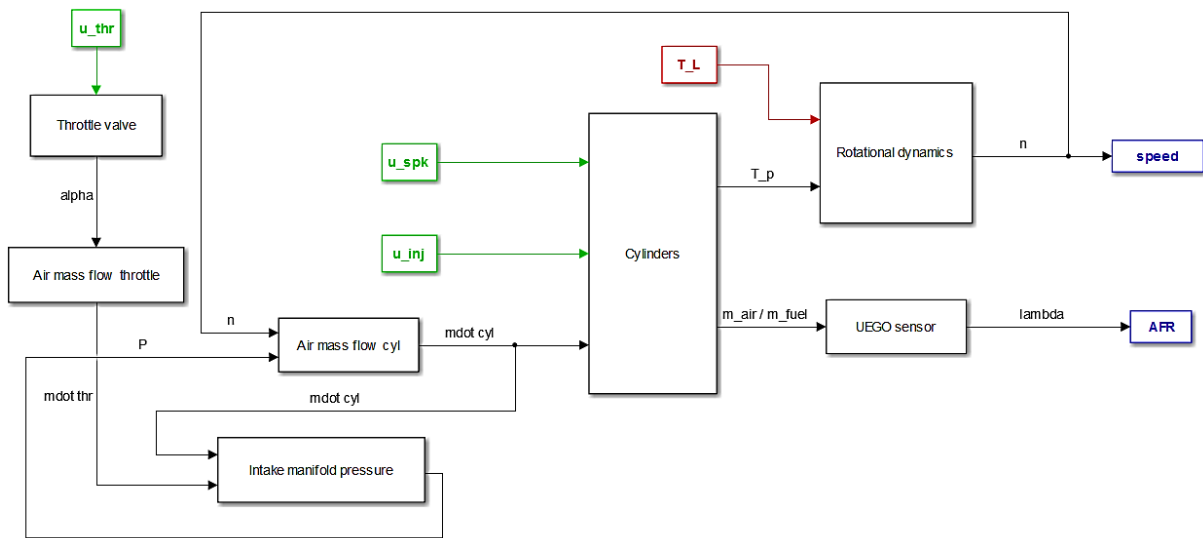 u_thr
T_L
Throttle valve
u_spk
Rotational dynamics
n
speed
T_p
alpha
u_inj
Cylinders
Air mass flow throttle
m_air / m_fuel
UEGO sensor
lambda
AFR
n
Air mass flow cyl
mdot cyl
P
mdot thr
mdot cyl
Intake manifold pressure